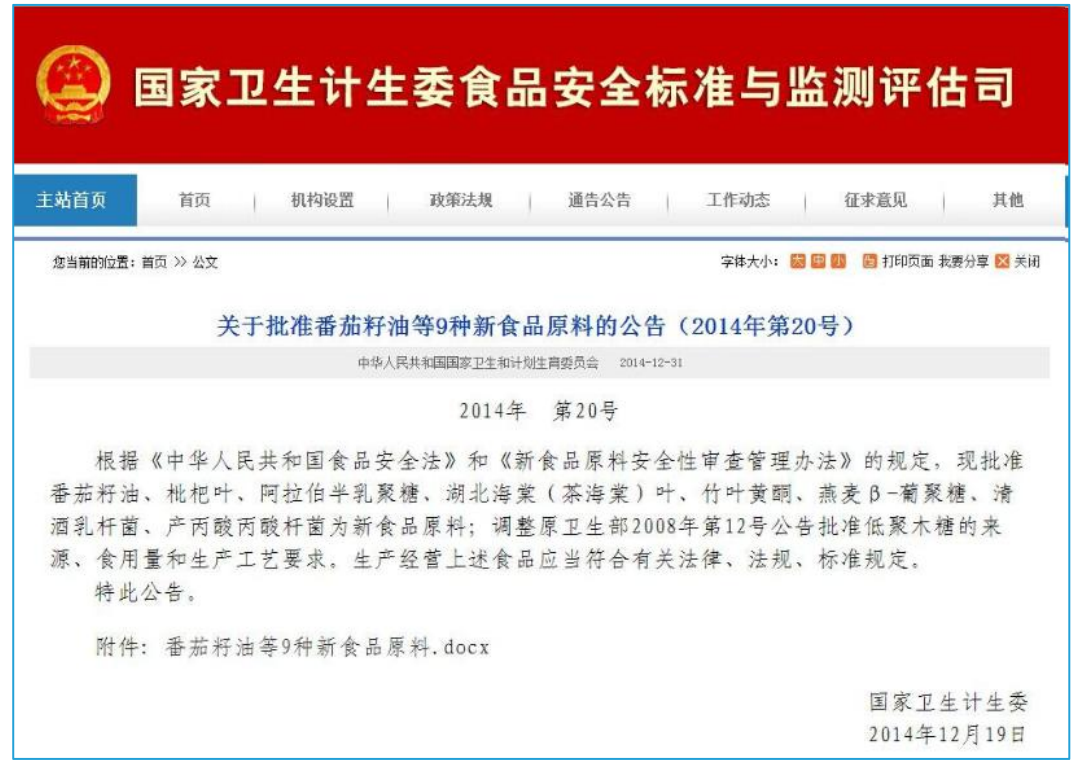 国家卫生计生委食品安全标准与监测评估司
主站首页 首页 | 机构设置 | 政策法规 | 通告公告 | 工作动态 | 征求意见 | 其他
您当前的位置：首页 >> 公文 字体大小： 大 中 小 打印页面 我要分享 关闭
关于批准番茄籽油等9种新食品原料的公告（2014年第20号）
中华人民共和国国家卫生和计划生育委员会 2014-12-31
2014年 第20号
根据《中华人民共和国食品安全法》和《新食品原料安全性审查管理办法》的规定，现批准
番茄籽油、枇杷叶、阿拉伯半乳聚糖、湖北海棠（茶海棠）叶、竹叶黄酮、燕麦β-葡聚糖、清
酒乳杆菌、产丙酸丙酸杆菌为新食品原料；调整原卫生部2008年第12号公告批准低聚木糖的来
源、食用量和生产工艺要求。生产经营上述食品应当符合有关法律、法规、标准规定。
特此公告。
附件：番茄籽油等9种新食品原料.docx
国家卫生计生委
2014年12月19日